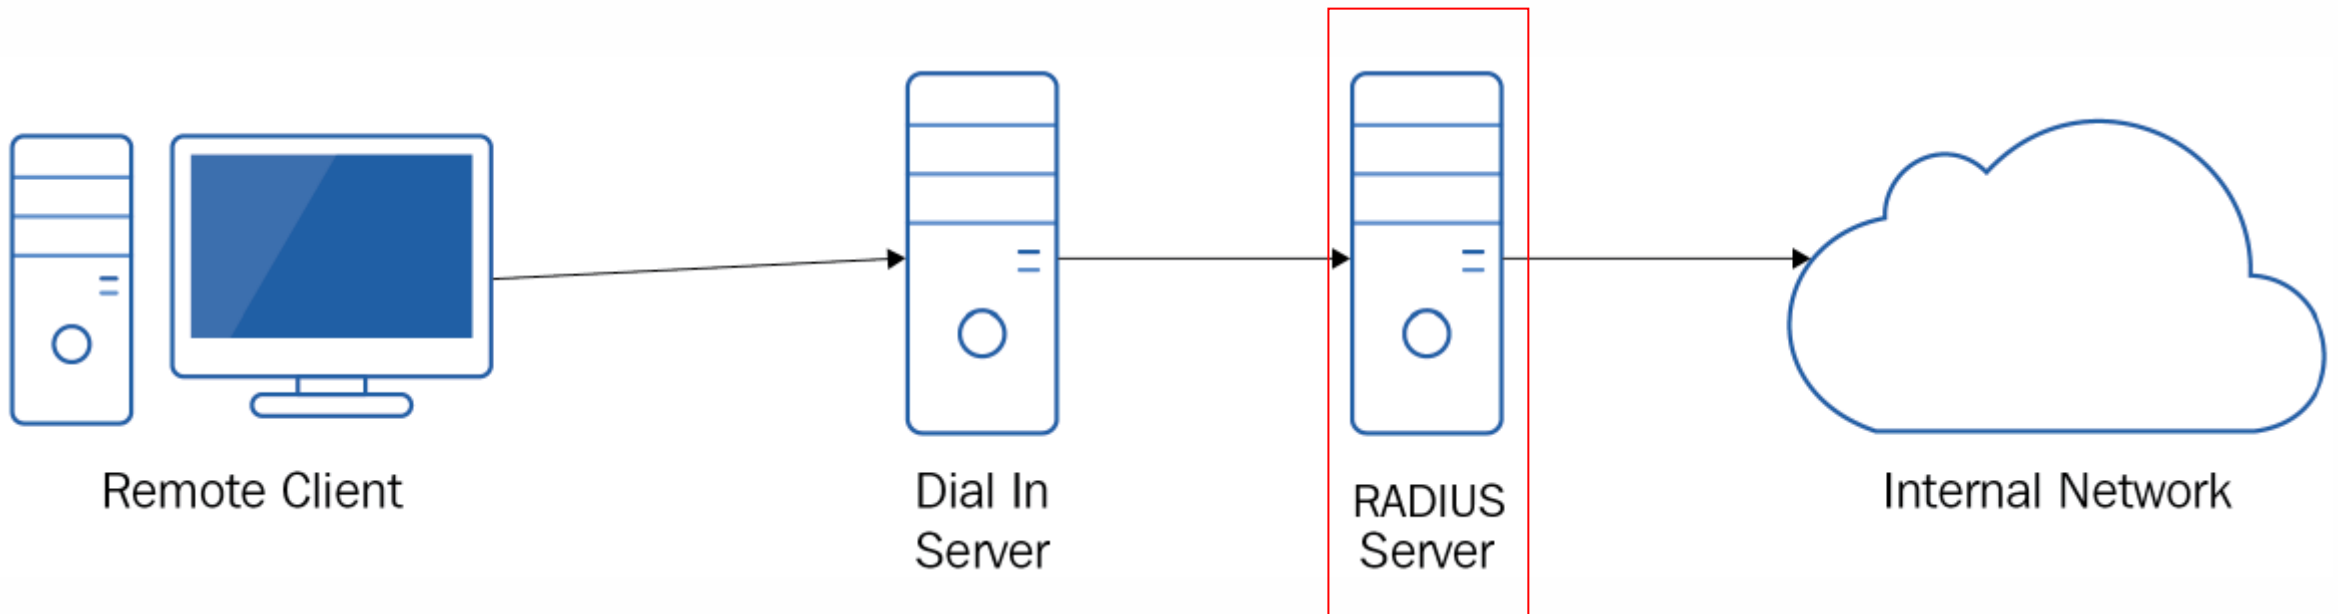 Remote Client
Dial In
Server
RADIUS
Server
Internal Network